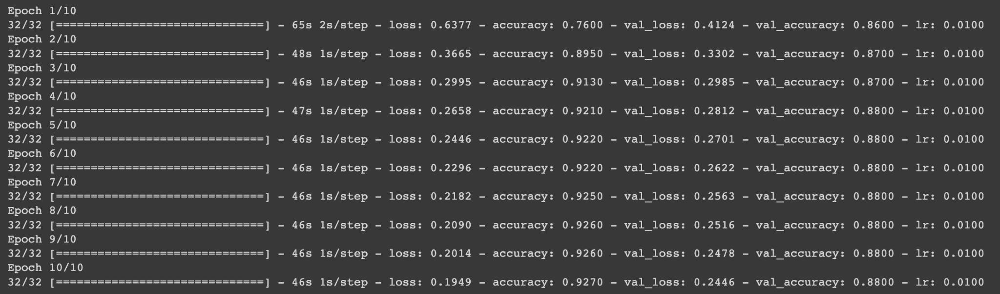 Epoch 1/10
32/32 [==============================] - 65s 2s/step - loss: 0.6377 - accuracy: 0.7600 - val_loss: 0.4124 - val_accuracy: 0.8600 - lr: 0.0100
Epoch 2/10
32/32 [==============================] - 48s 1s/step - loss: 0.3665 - accuracy: 0.8950 - val_loss: 0.3302 - val_accuracy: 0.8700 - lr: 0.0100
Epoch 3/10
32/32 [==============================] - 46s 1s/step - loss: 0.2995 - accuracy: 0.9130 - val_loss: 0.2985 - val_accuracy: 0.8700 - lr: 0.0100
Epoch 4/10
32/32 [==============================] - 47s 1s/step - loss: 0.2658 - accuracy: 0.9210 - val_loss: 0.2812 - val_accuracy: 0.8800 - lr: 0.0100
Epoch 5/10
32/32 [==============================] - 46s 1s/step - loss: 0.2446 - accuracy: 0.9220 - val_loss: 0.2701 - val_accuracy: 0.8800 - lr: 0.0100
Epoch 6/10
32/32 [==============================] - 46s 1s/step - loss: 0.2296 - accuracy: 0.9220 - val_loss: 0.2622 - val_accuracy: 0.8800 - lr: 0.0100
Epoch 7/10
32/32 [==============================] - 46s 1s/step - loss: 0.2182 - accuracy: 0.9250 - val_loss: 0.2563 - val_accuracy: 0.8800 - lr: 0.0100
Epoch 8/10
32/32 [==============================] - 46s 1s/step - loss: 0.2090 - accuracy: 0.9260 - val_loss: 0.2516 - val_accuracy: 0.8800 - lr: 0.0100
Epoch 9/10
32/32 [==============================] - 46s 1s/step - loss: 0.2014 - accuracy: 0.9260 - val_loss: 0.2478 - val_accuracy: 0.8800 - lr: 0.0100
Epoch 10/10
32/32 [==============================] - 46s 1s/step - loss: 0.1949 - accuracy: 0.9270 - val_loss: 0.2446 - val_accuracy: 0.8800 - lr: 0.0100